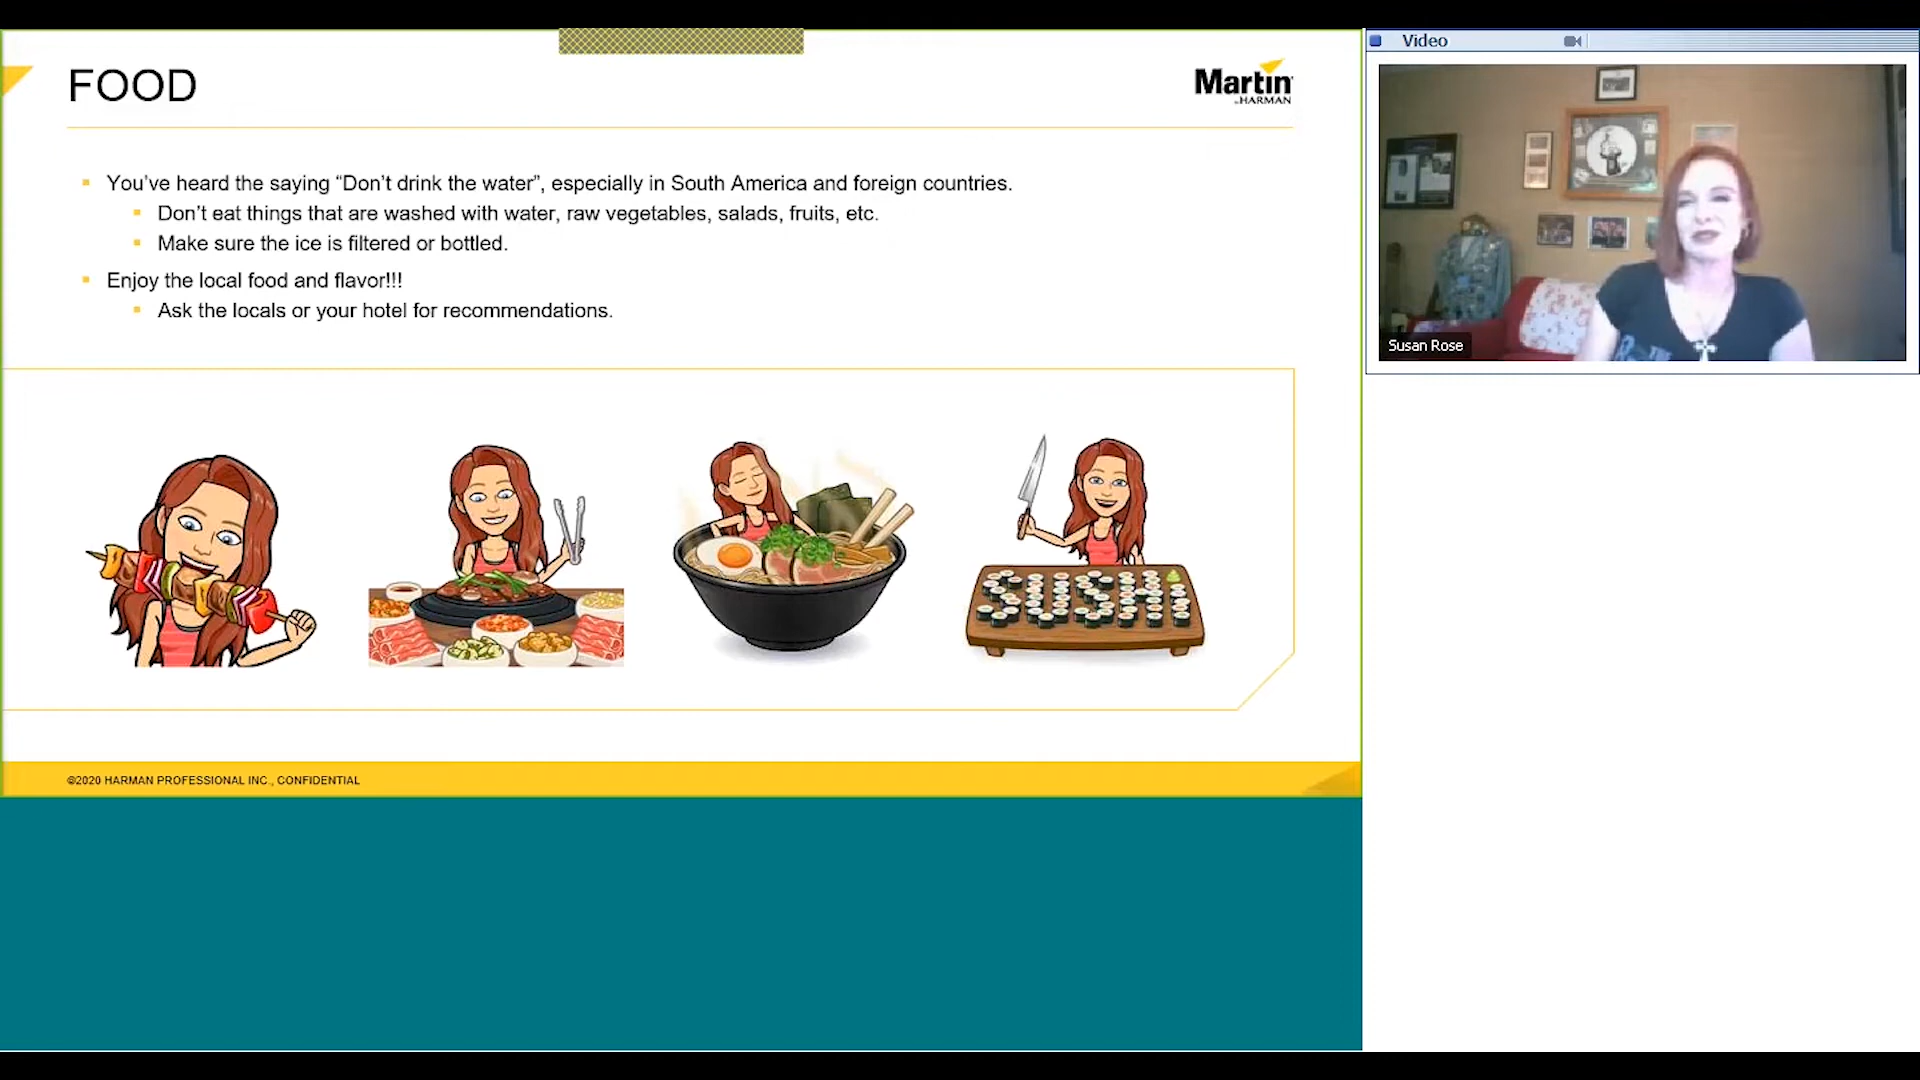 FOOD
Martin
by HARMAN
You’ve heard the saying “Don’t drink the water”, especially in South America and foreign countries.
Don’t eat things that are washed with water, raw vegetables, salads, fruits, etc.
Make sure the ice is filtered or bottled.
Enjoy the local food and flavor!!!
Ask the locals or your hotel for recommendations.
SUSHI
©2020 HARMAN PROFESSIONAL INC., CONFIDENTIAL
Video
Susan Rose